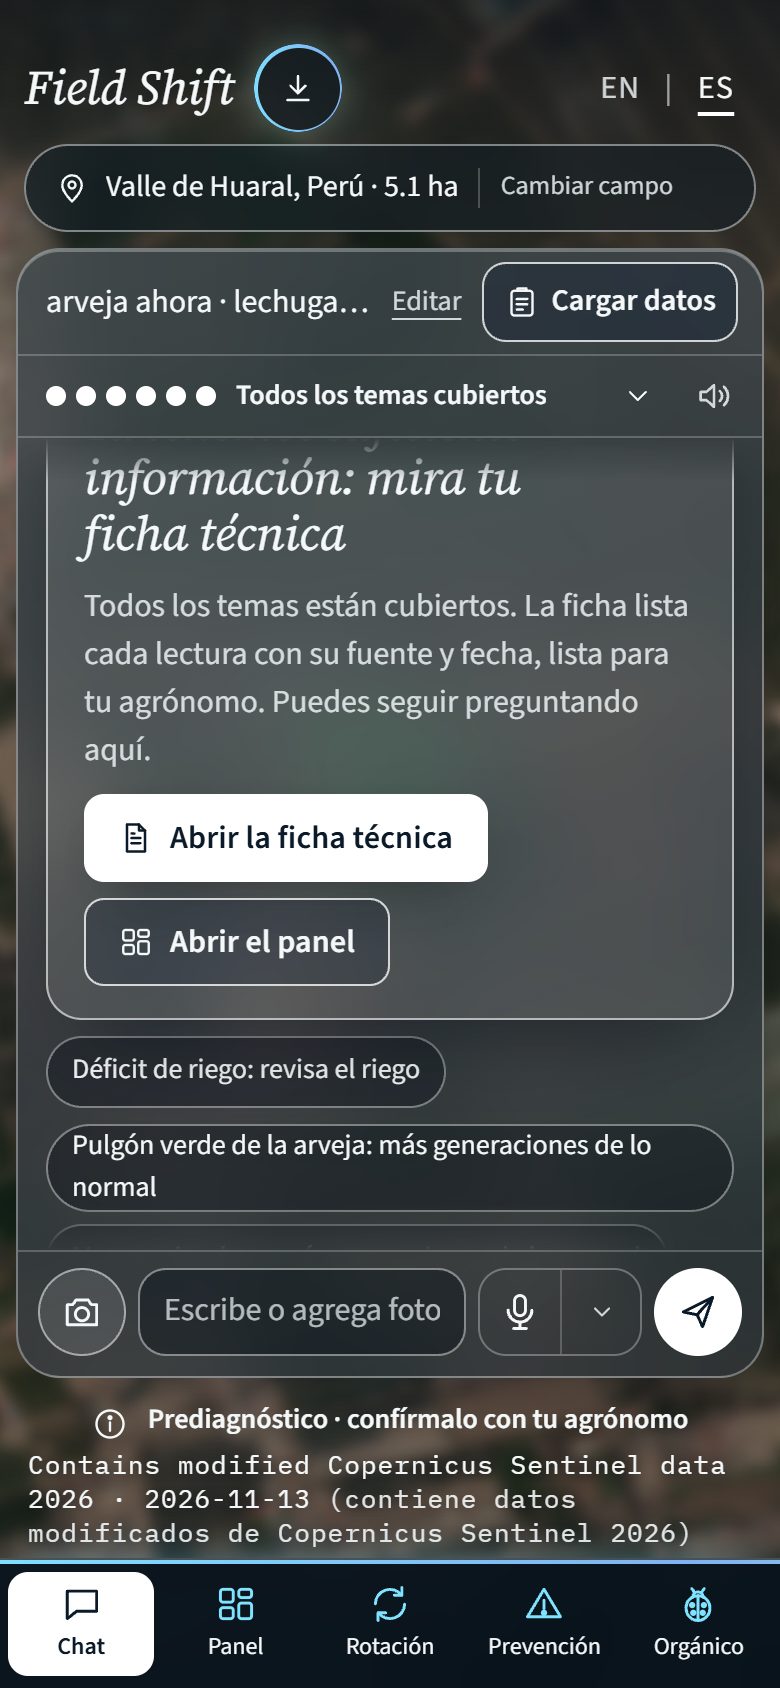 Field Shift
EN | ES
Valle de Huaral, Perú · 5.1 ha | Cambiar campo
arveja ahora · lechuga… Editar Cargar datos
Todos los temas cubiertos
información: mira tu
ficha técnica
Todos los temas están cubiertos. La ficha lista
cada lectura con su fuente y fecha, lista para
tu agrónomo. Puedes seguir preguntando
aquí.
Abrir la ficha técnica
Abrir el panel
Déficit de riego: revisa el riego
Pulgón verde de la arveja: más generaciones de lo
normal
Escribe o agrega foto
Prediagnóstico · confírmalo con tu agrónomo
Contains modified Copernicus Sentinel data
2026 · 2026-11-13 (contiene datos
modificados de Copernicus Sentinel 2026)
Chat Panel Rotación Prevención Orgánico